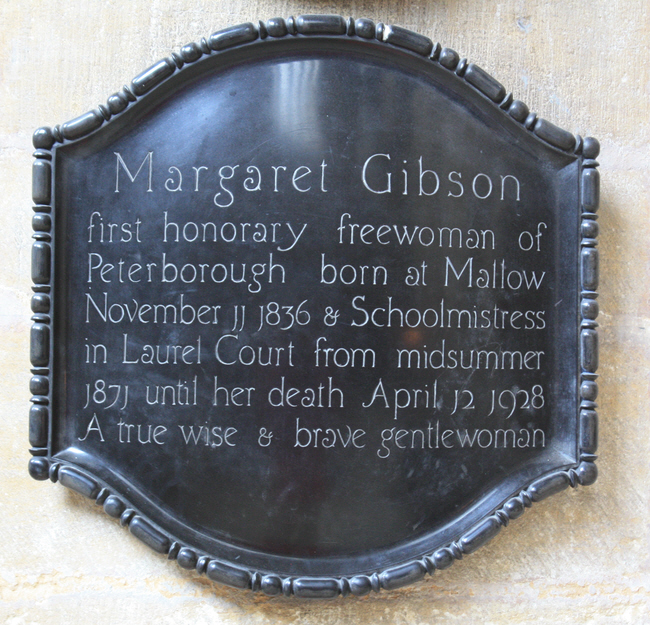 Margaret Gibson
first honorary freewoman of
Peterborough born at Mallow
November 11 1836 & Schoolmistress
in Laurel Court from midsummer
1871 until her death April 12 1928
A true wise & brave gentlewoman